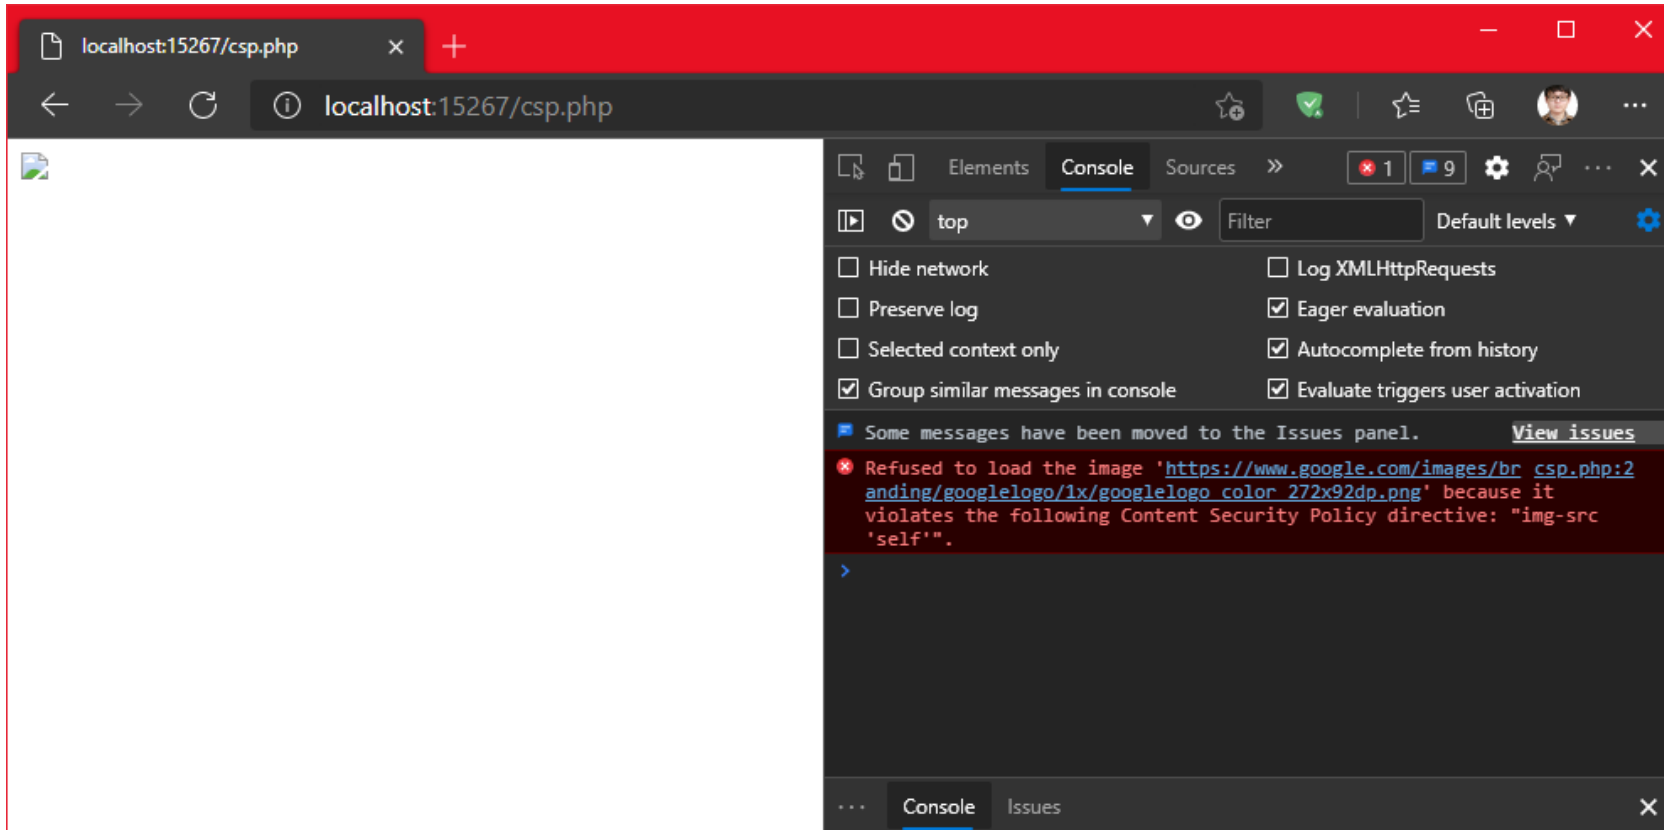 localhost:15267/csp.php
localhost:15267/csp.php
Elements Console Sources » 1 9
top Filter Default levels ▼
Hide network Log XMLHttpRequests
Preserve log Eager evaluation
Selected context only Autocomplete from history
Group similar messages in console Evaluate triggers user activation
Some messages have been moved to the Issues panel. View issues
Refused to load the image 'https://www.google.com/images/br csp.php:2
anding/googlelogo/1x/googlelogo_color_272x92dp.png' because it
violates the following Content Security Policy directive: "img-src
'self'".
Console Issues